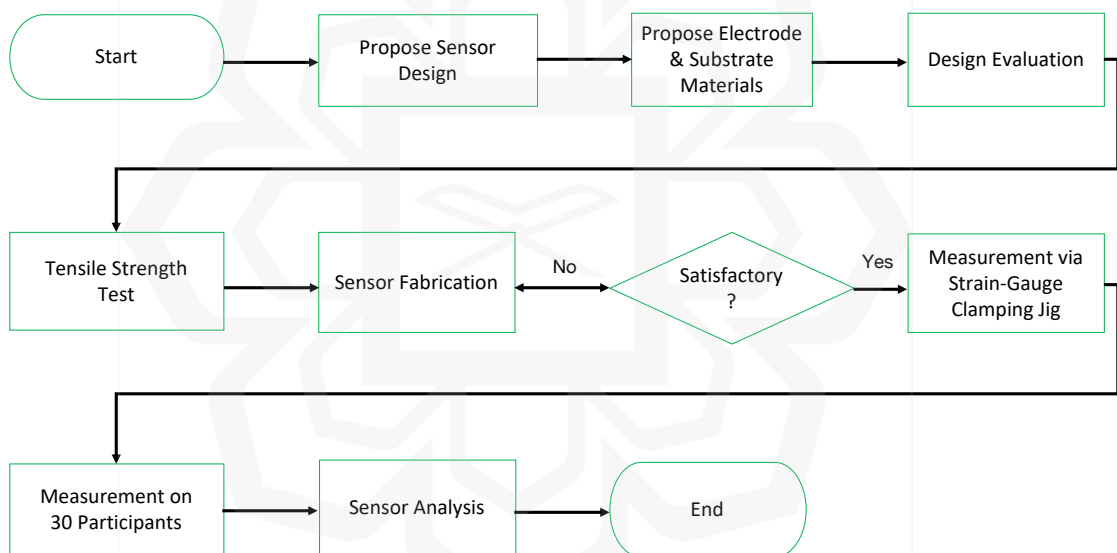 Start
Propose Sensor
Design
Propose Electrode
& Substrate
Materials
Design Evaluation
Tensile Strength
Test
Sensor Fabrication
No
Satisfactory
?
Yes
Measurement via
Strain-Gauge
Clamping Jig
Measurement on
30 Participants
Sensor Analysis
End